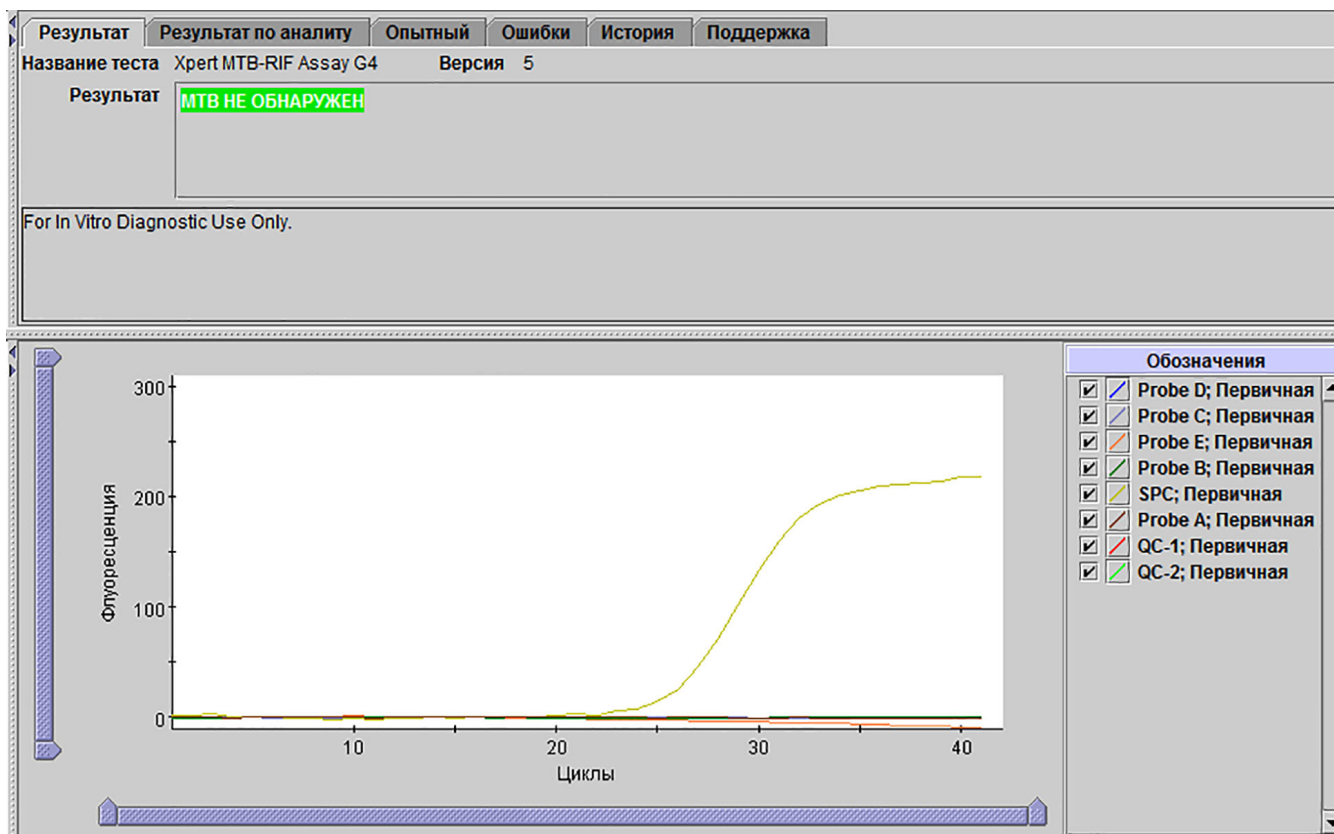 Результат Результат по аналиту Опытный Ошибки История Поддержка
Название теста Xpert MTB-RIF Assay G4 Версия 5
Результат МТВ НЕ ОБНАРУЖЕН
For In Vitro Diagnostic Use Only.
Обозначения
Probe D; Первичная
Probe C; Первичная
Probe E; Первичная
Probe B; Первичная
SPC; Первичная
Probe A; Первичная
QC-1; Первичная
QC-2; Первичная
Флуоресценция
300
200
100
0
10 20 30 40
Циклы